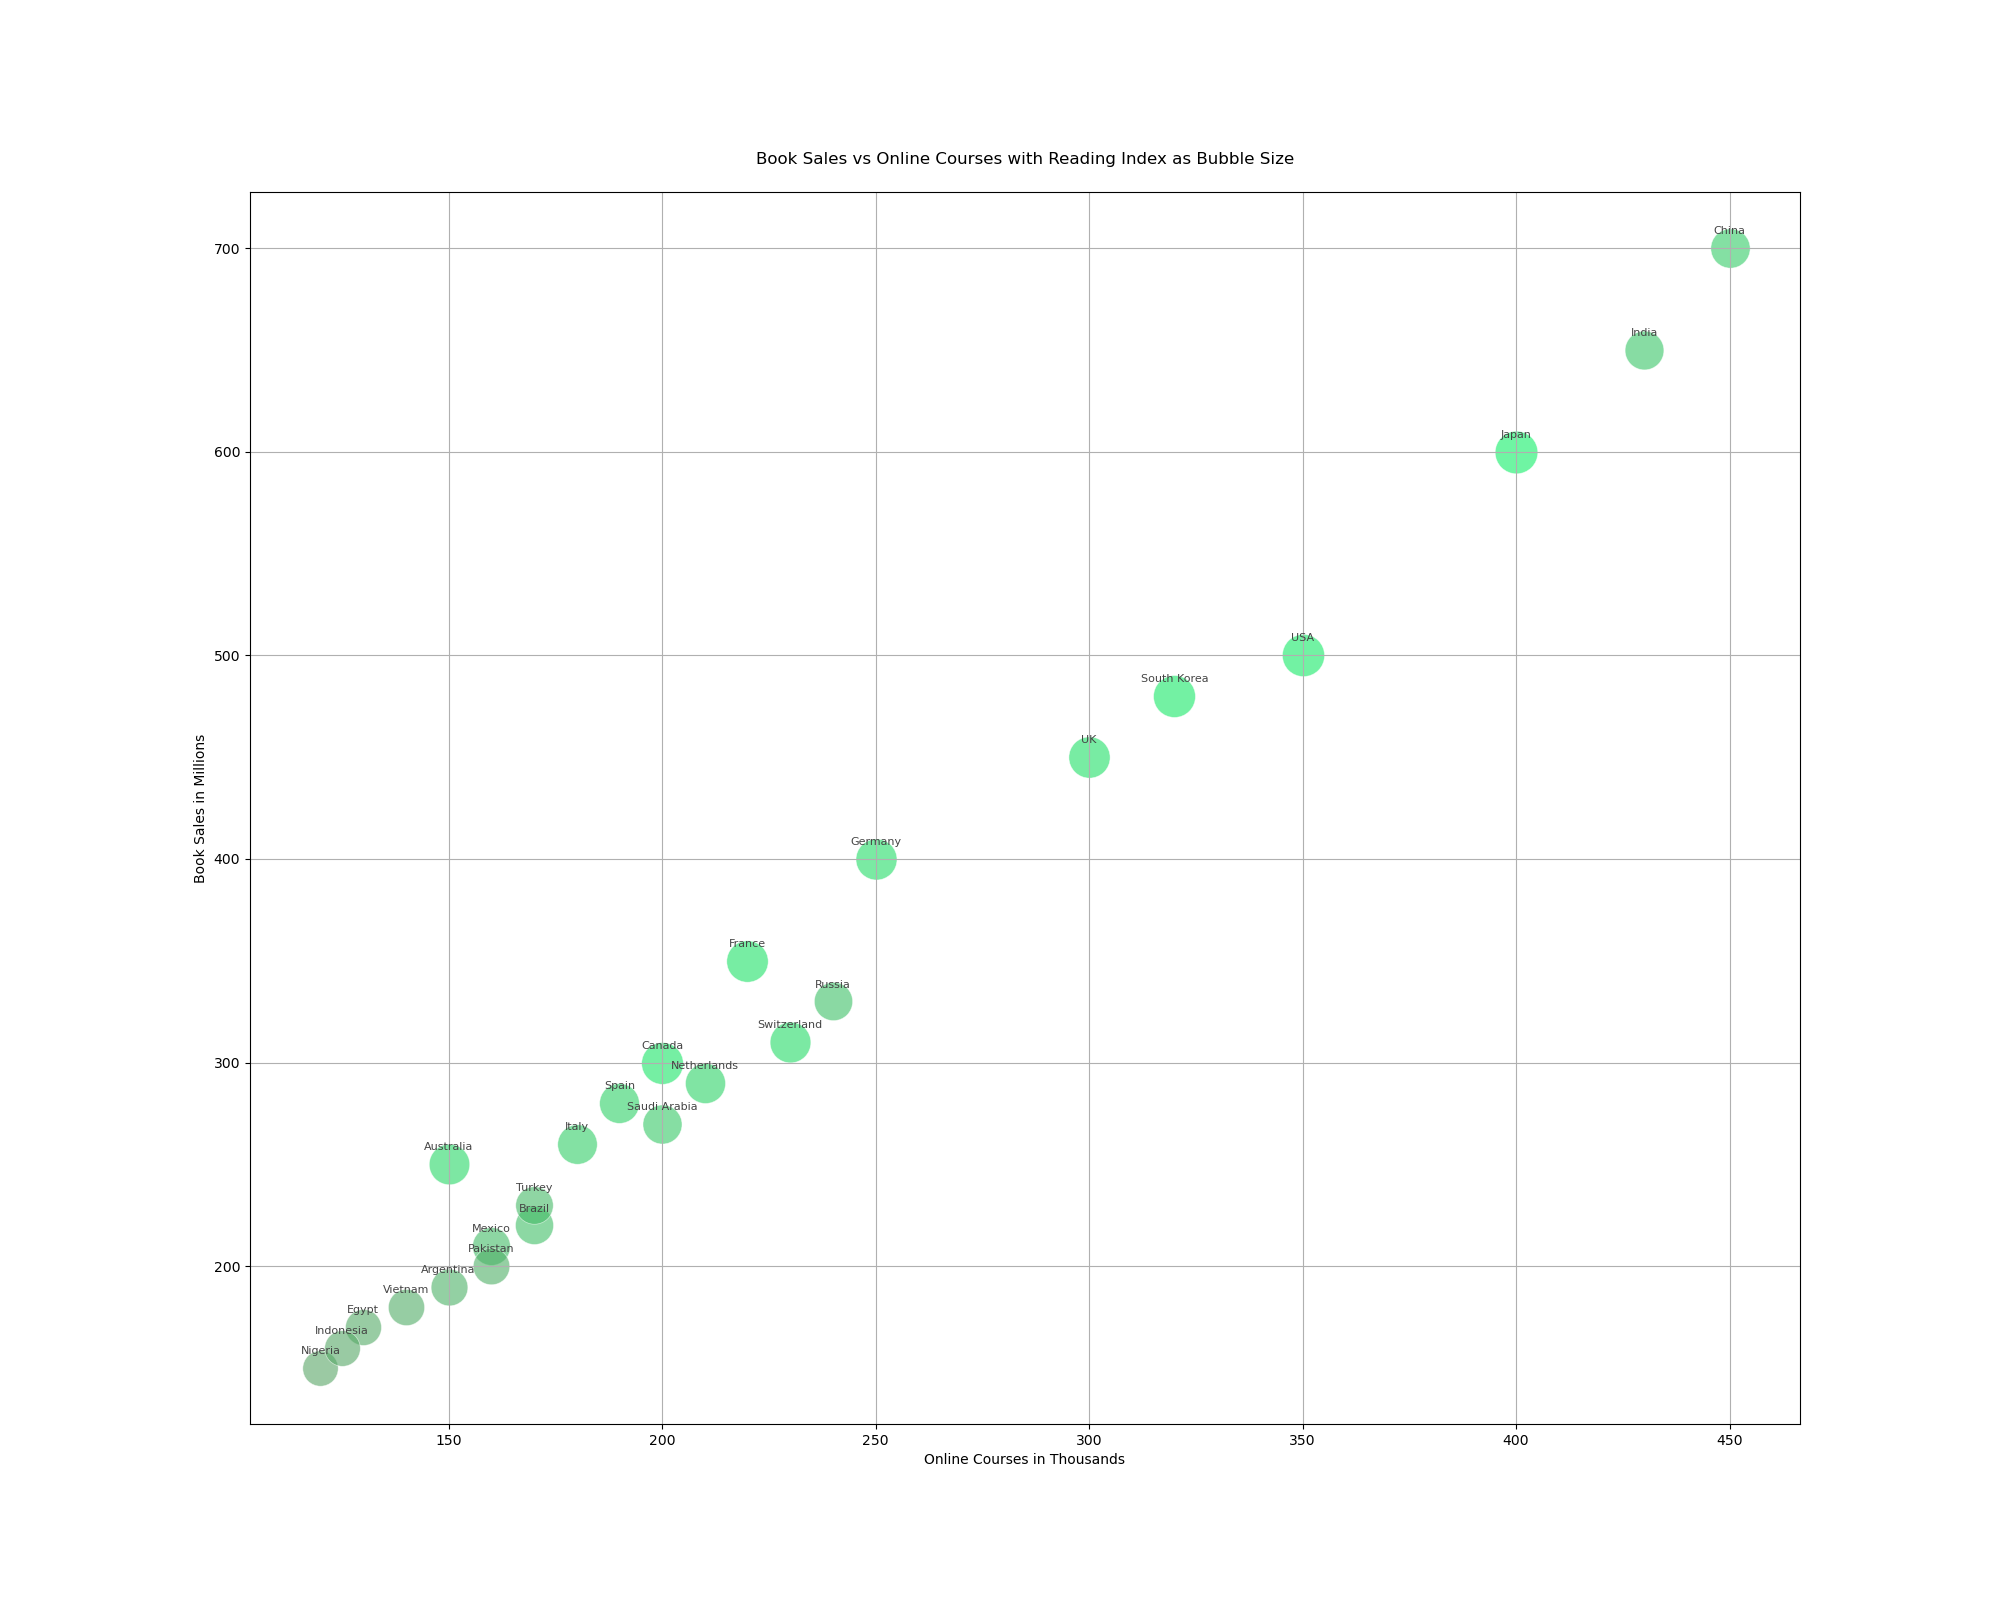 Book Sales vs Online Courses with Reading Index as Bubble Size
Book Sales in Millions
700
600
500
400
300
200
China
India
Japan
USA
South Korea
UK
Germany
France
Russia
Switzerland
Canada
Netherlands
Spain
Saudi Arabia
Italy
Australia
Turkey
Brazil
Mexico
Pakistan
Argentina
Vietnam
Egypt
Indonesia
Nigeria
150 200 250 300 350 400 450
Online Courses in Thousands